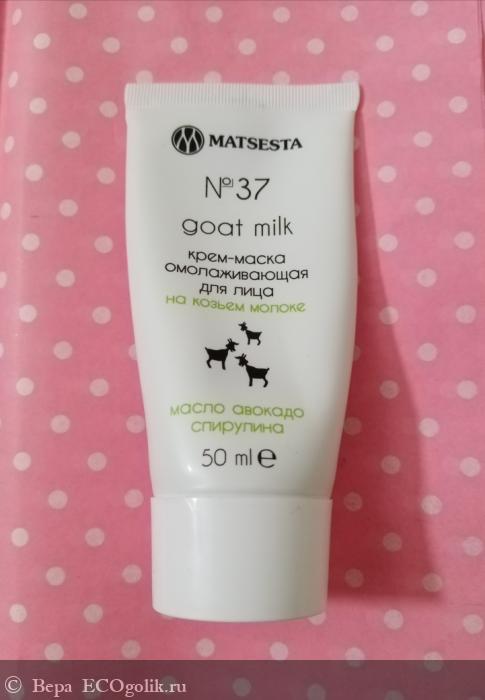 MATSESTA
№37
goat milk
крем-маска
омолаживающая
для лица
на козьем молоке
масло авокадо
спирулина
50 ml e
© Вера ECOgolik.ru